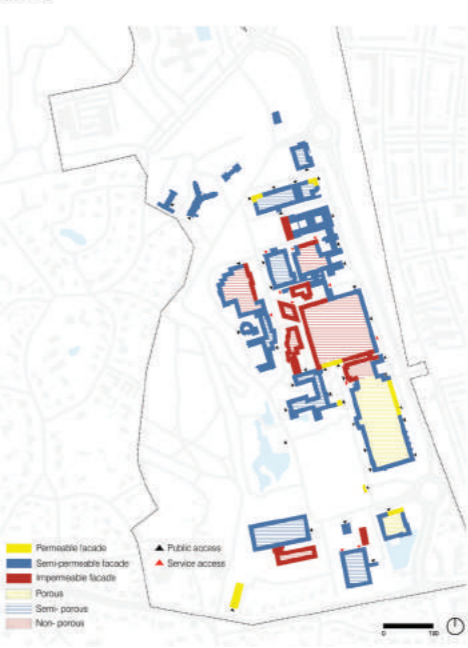 Permeable facade
Semi-permeable facade
Impermeable facade
Porous
Semi- porous
Non- porous
Public access
Service access
0